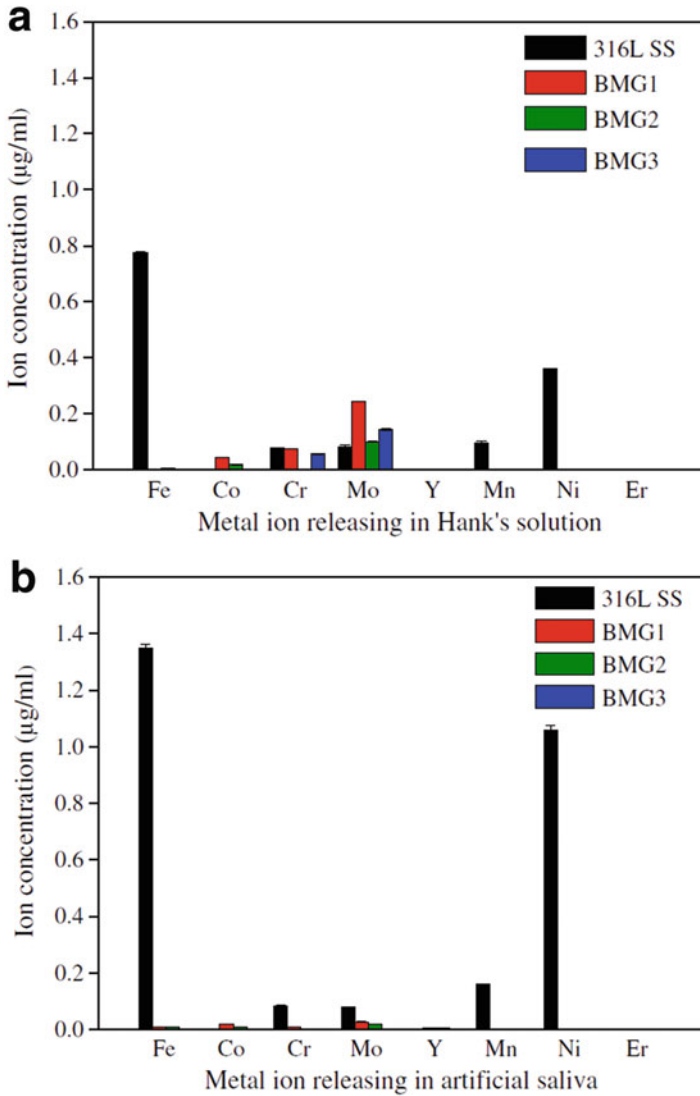 a
1.6
1.4
1.2
1.0
0.8
0.6
0.4
0.2
0.0
Ion concentration (μg/ml)
316L SS
BMG1
BMG2
BMG3
Fe Co Cr Mo Y Mn Ni Er
Metal ion releasing in Hank's solution
b
1.6
1.4
1.2
1.0
0.8
0.6
0.4
0.2
0.0
Ion concentration (μg/ml)
316L SS
BMG1
BMG2
BMG3
Fe Co Cr Mo Y Mn Ni Er
Metal ion releasing in artificial saliva